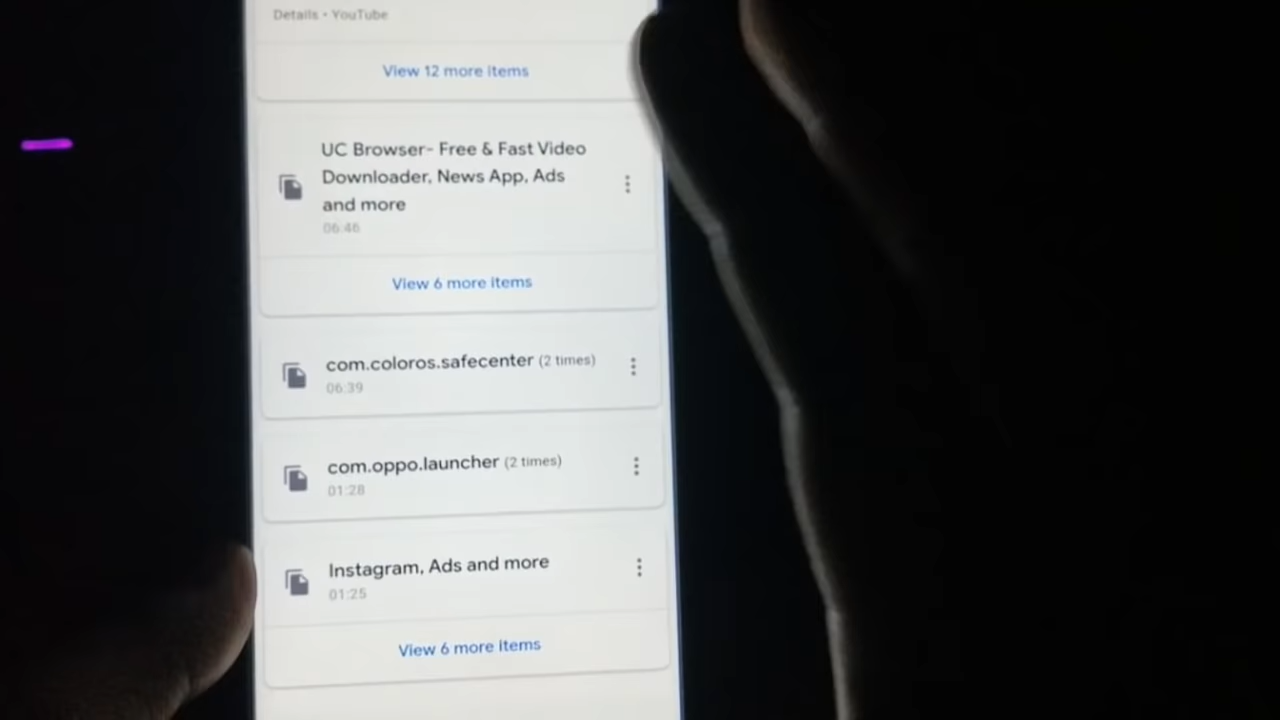 Details • YouTube
View 12 more items
UC Browser- Free & Fast Video
Downloader, News App, Ads
and more
06:46
View 6 more items
com.coloros.safecenter (2 times)
06:39
com.oppo.launcher (2 times)
01:28
Instagram, Ads and more
01:25
View 6 more items